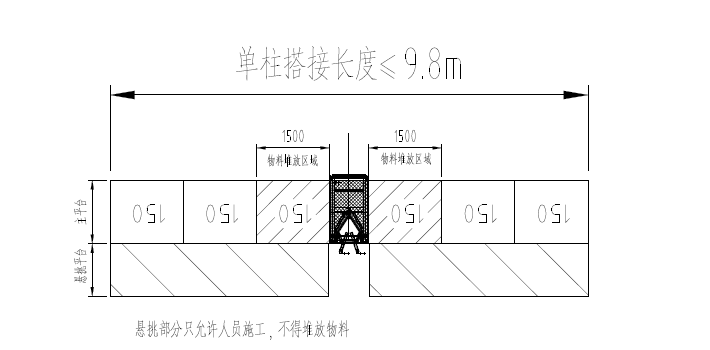 单柱搭接长度≤9.8m
1500 1500
物料堆放区域 物料堆放区域
主平台
150 150 150 150 150 150
悬挑平台
悬挑部分只允许人员施工，不得堆放物料